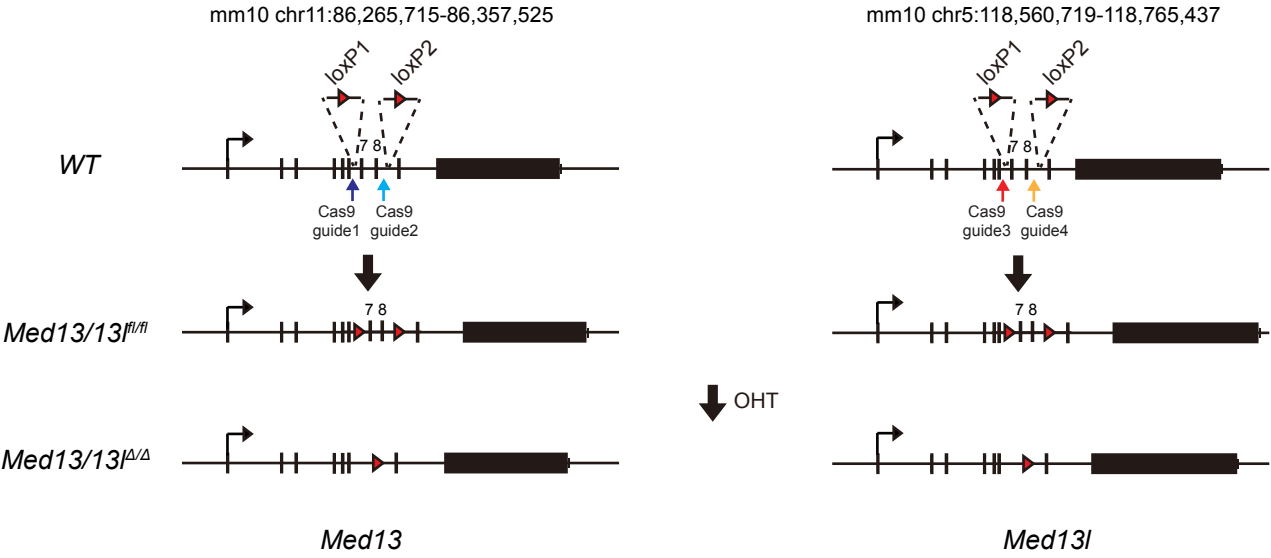 mm10 chr11:86,265,715-86,357,525
mm10 chr5:118,560,719-118,765,437
loxP1
loxP2
loxP1
loxP2
7 8
7 8
WT
Cas9 guide1
Cas9 guide2
Cas9 guide3
Cas9 guide4
7 8
7 8
Med13/13l^fl/fl
OHT
Med13/13l^Δ/Δ
Med13
Med13l